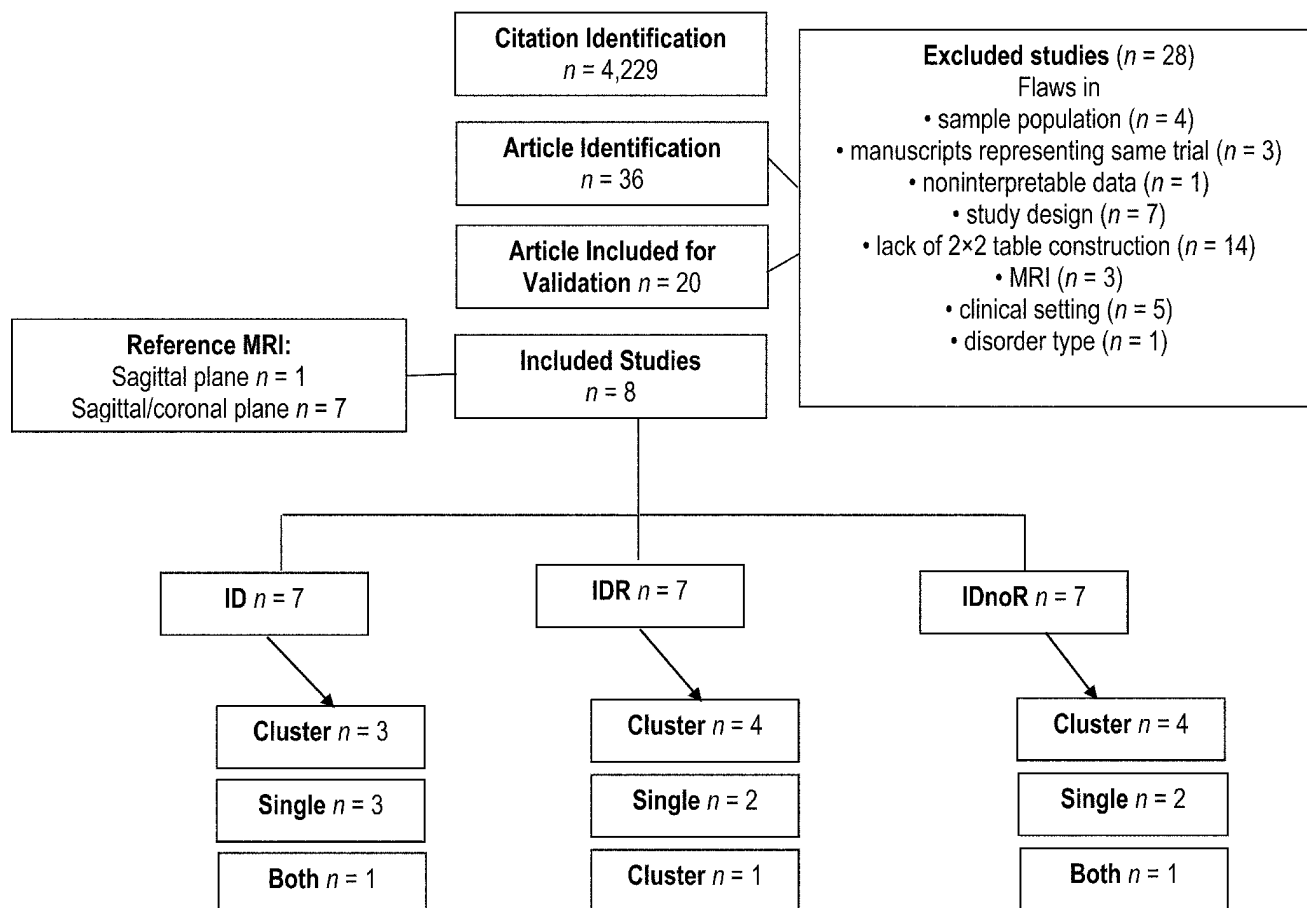 Citation Identification
n = 4,229
Excluded studies (n = 28)
Flaws in
• sample population (n = 4)
• manuscripts representing same trial (n = 3)
• noninterpretable data (n = 1)
• study design (n = 7)
• lack of 2×2 table construction (n = 14)
• MRI (n = 3)
• clinical setting (n = 5)
• disorder type (n = 1)
Article Identification
n = 36
Article Included for
Validation n = 20
Reference MRI:
Sagittal plane n = 1
Sagittal/coronal plane n = 7
Included Studies
n = 8
ID n = 7
IDR n = 7
IDnoR n = 7
Cluster n = 3
Single n = 3
Both n = 1
Cluster n = 4
Single n = 2
Cluster n = 1
Cluster n = 4
Single n = 2
Both n = 1